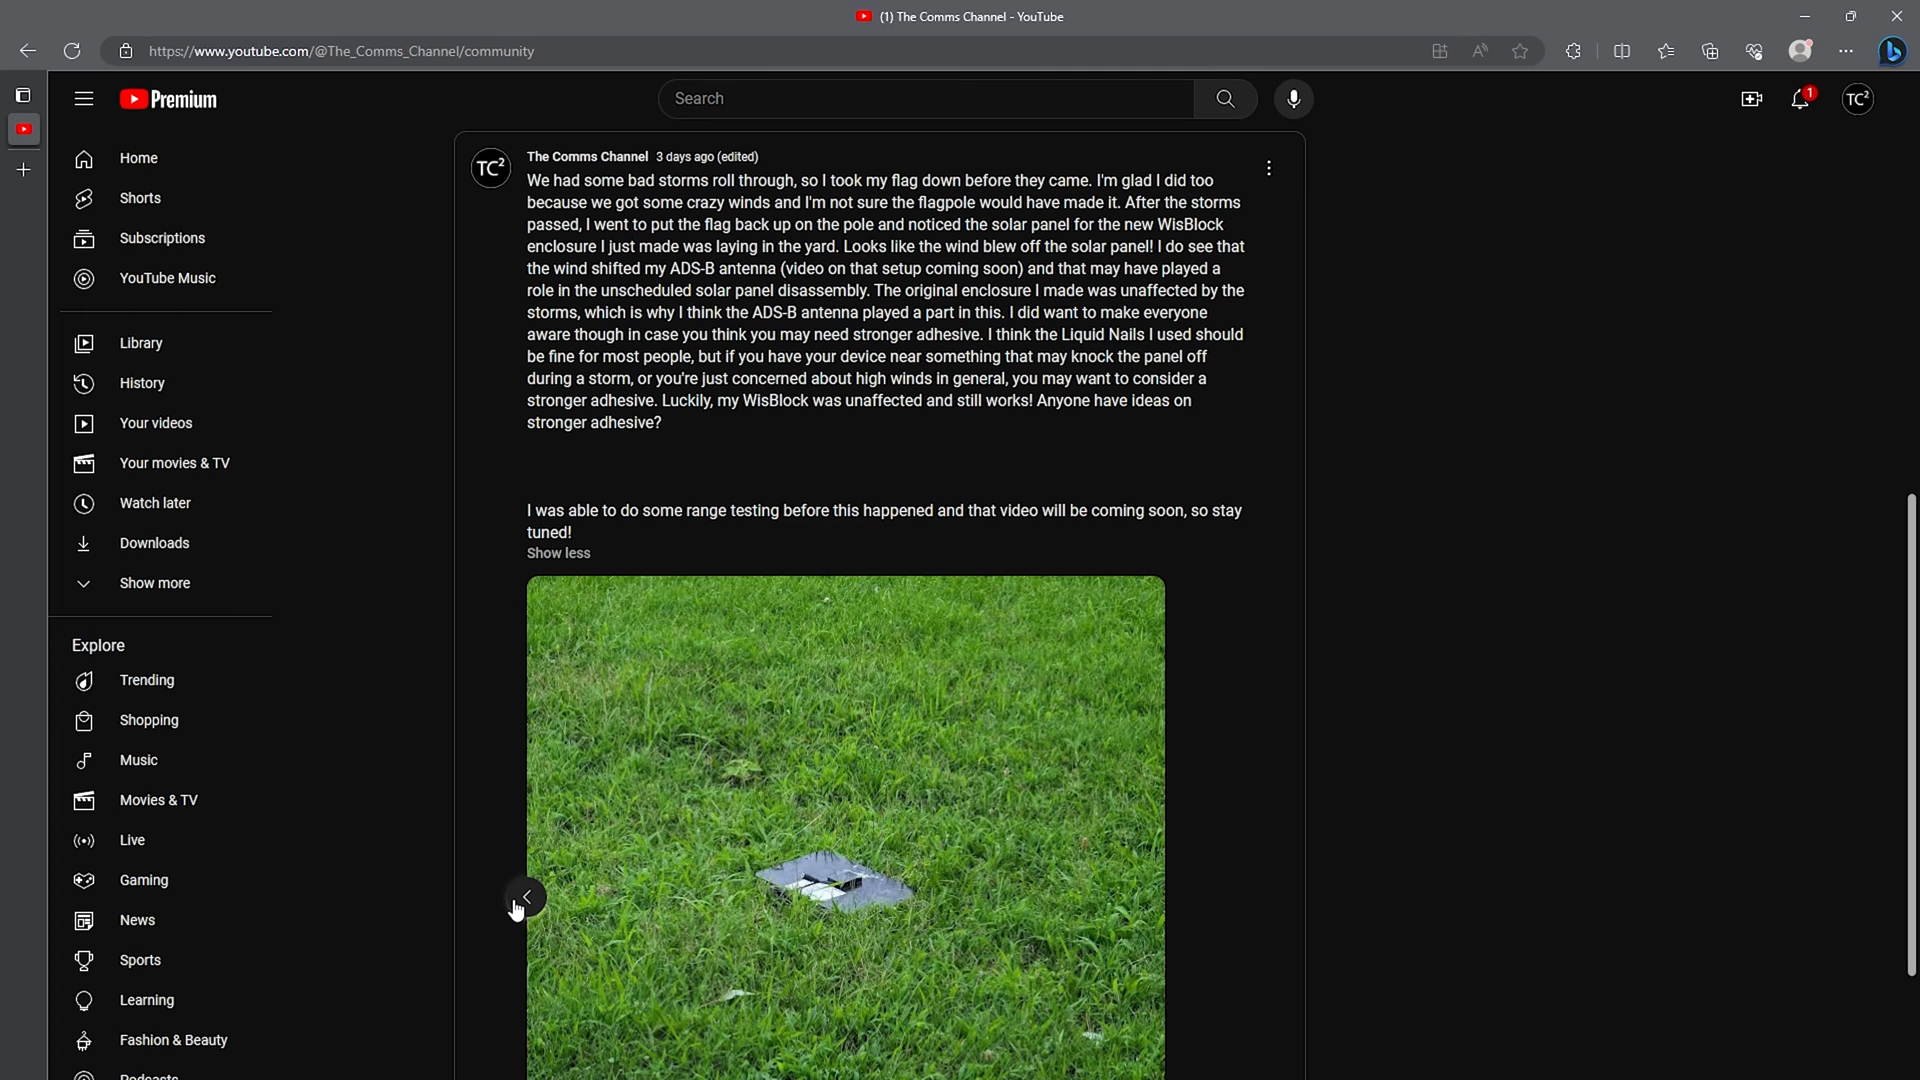 (1) The Comms Channel - YouTube
https://www.youtube.com/@The_Comms_Channel/community
Premium
Search
1
TC²
Home
Shorts
Subscriptions
YouTube Music
Library
History
Your videos
Your movies & TV
Watch later
Downloads
Show more
Explore
Trending
Shopping
Music
Movies & TV
Live
Gaming
News
Sports
Learning
Fashion & Beauty
Podcasts
TC²
The Comms Channel 3 days ago (edited)
We had some bad storms roll through, so I took my flag down before they came. I'm glad I did too
because we got some crazy winds and I'm not sure the flagpole would have made it. After the storms
passed, I went to put the flag back up on the pole and noticed the solar panel for the new WisBlock
enclosure I just made was laying in the yard. Looks like the wind blew off the solar panel! I do see that
the wind shifted my ADS-B antenna (video on that setup coming soon) and that may have played a
role in the unscheduled solar panel disassembly. The original enclosure I made was unaffected by the
storms, which is why I think the ADS-B antenna played a part in this. I did want to make everyone
aware though in case you think you may need stronger adhesive. I think the Liquid Nails I used should
be fine for most people, but if you have your device near something that may knock the panel off
during a storm, or you're just concerned about high winds in general, you may want to consider a
stronger adhesive. Luckily, my WisBlock was unaffected and still works! Anyone have ideas on
stronger adhesive?
I was able to do some range testing before this happened and that video will be coming soon, so stay
tuned!
Show less